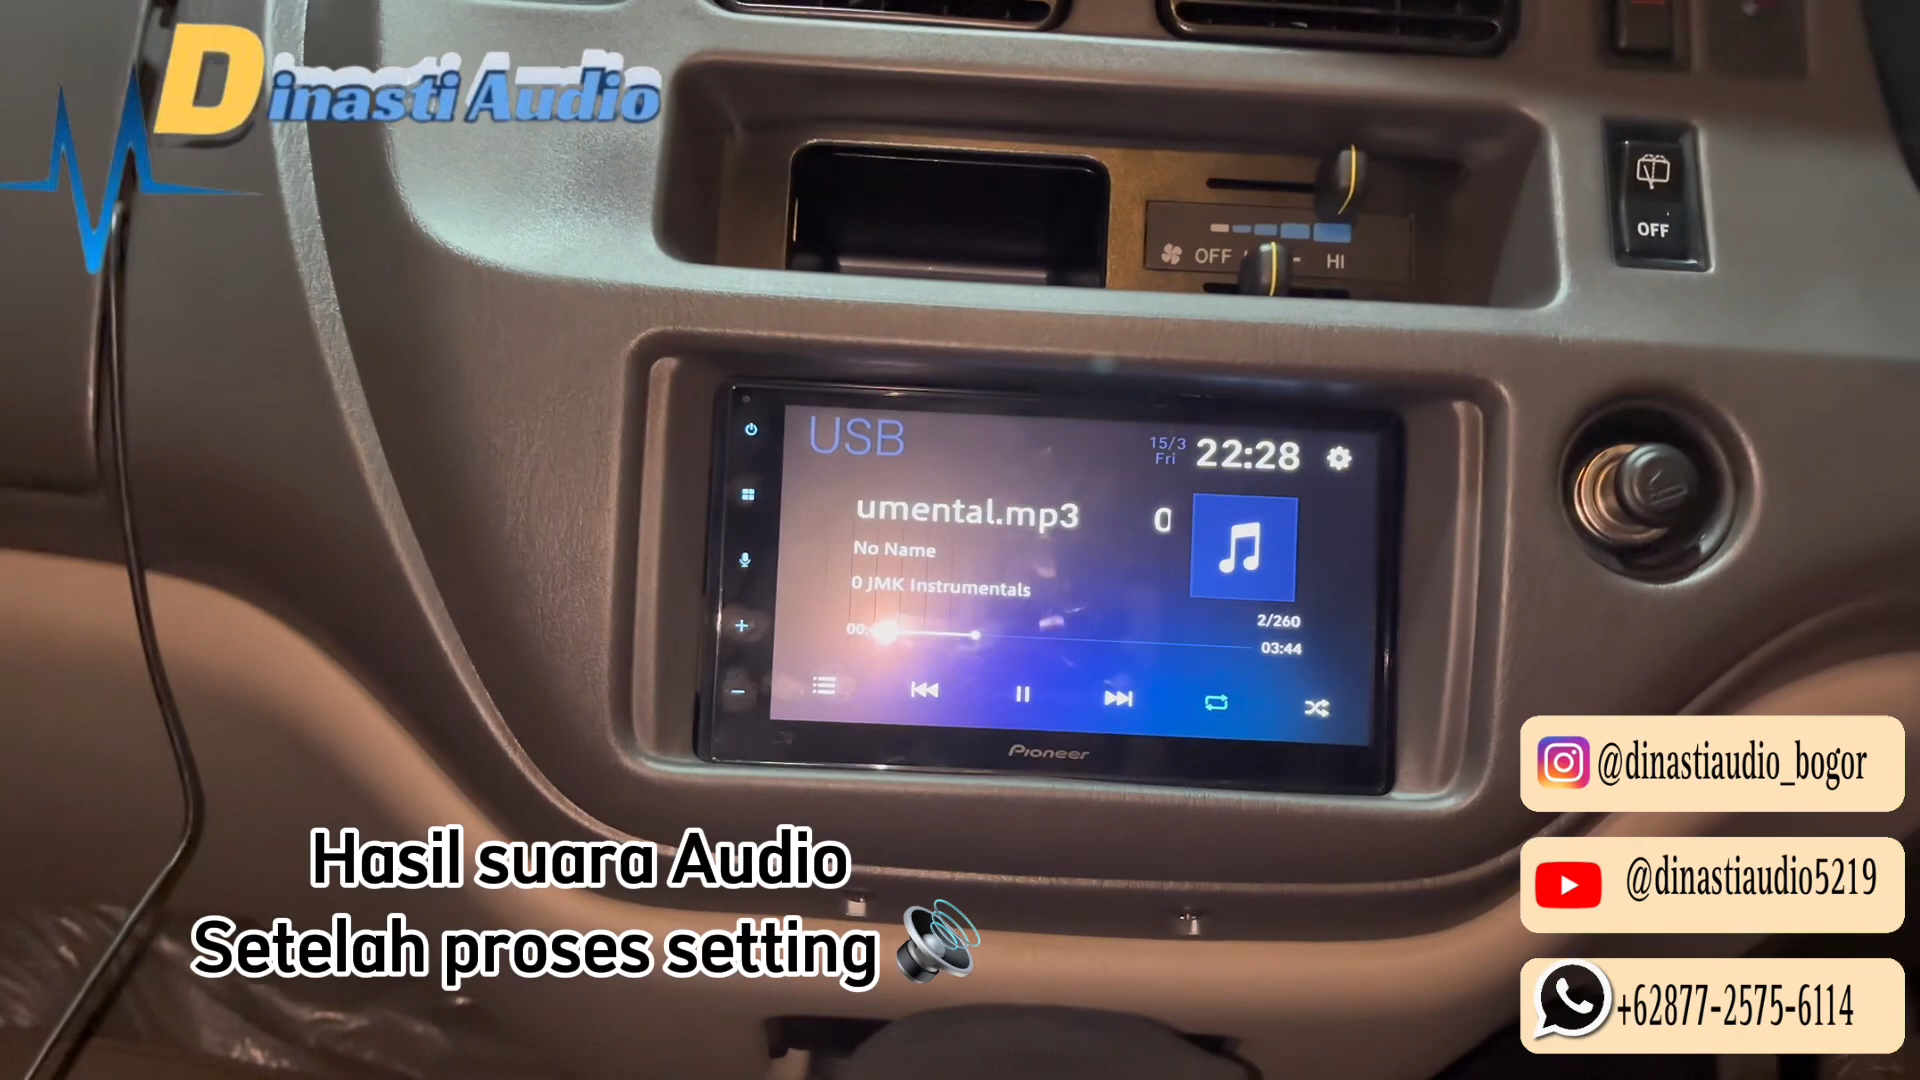 Dinasti Audio
OFF
HI
OFF
USB
15/3
Fri
22:28
umental.mp3
0
No Name
0 JMK Instrumentals
2/260
03:44
Pioneer
@dinastiaudio_bogor
@dinastiaudio5219
+62877-2575-6114
Hasil suara Audio
Setelah proses setting